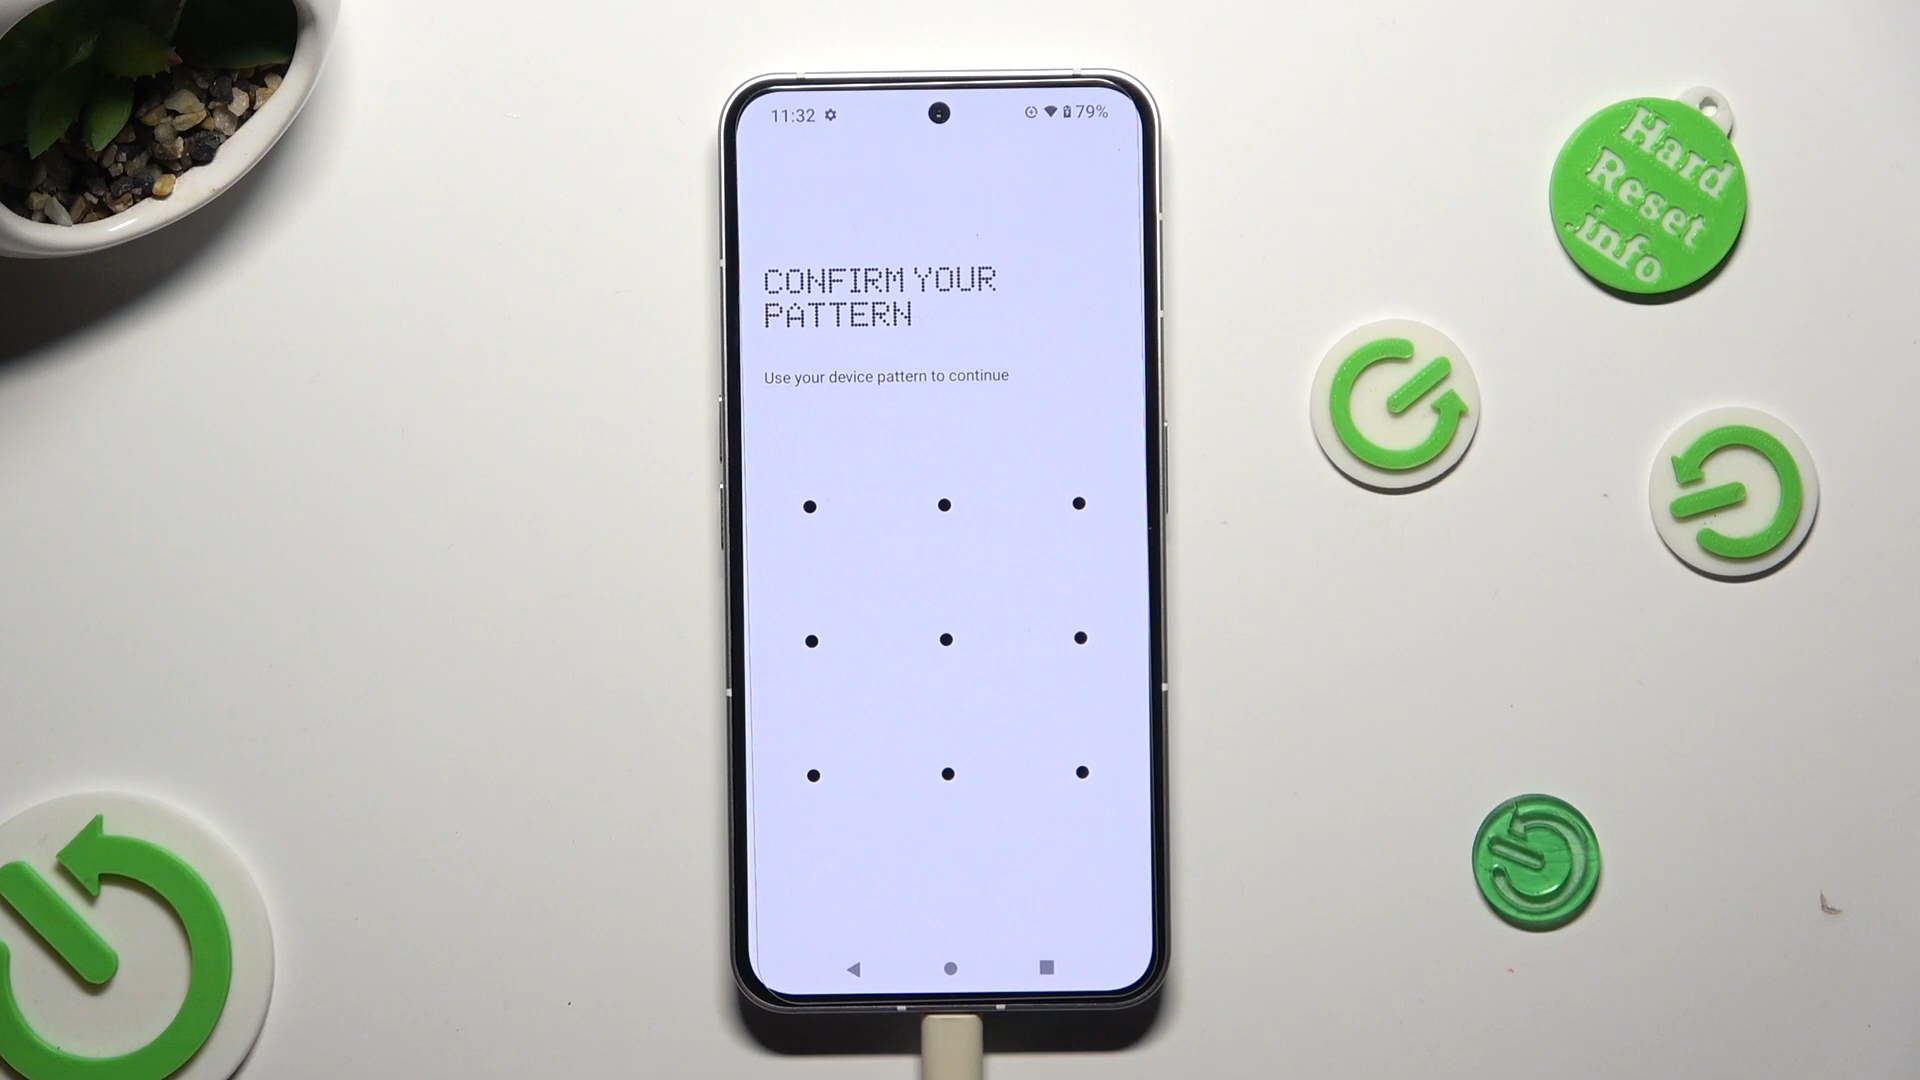 11:32
79%
CONFIRM YOUR
PATTERN
Use your device pattern to continue
Hard
Reset
.info